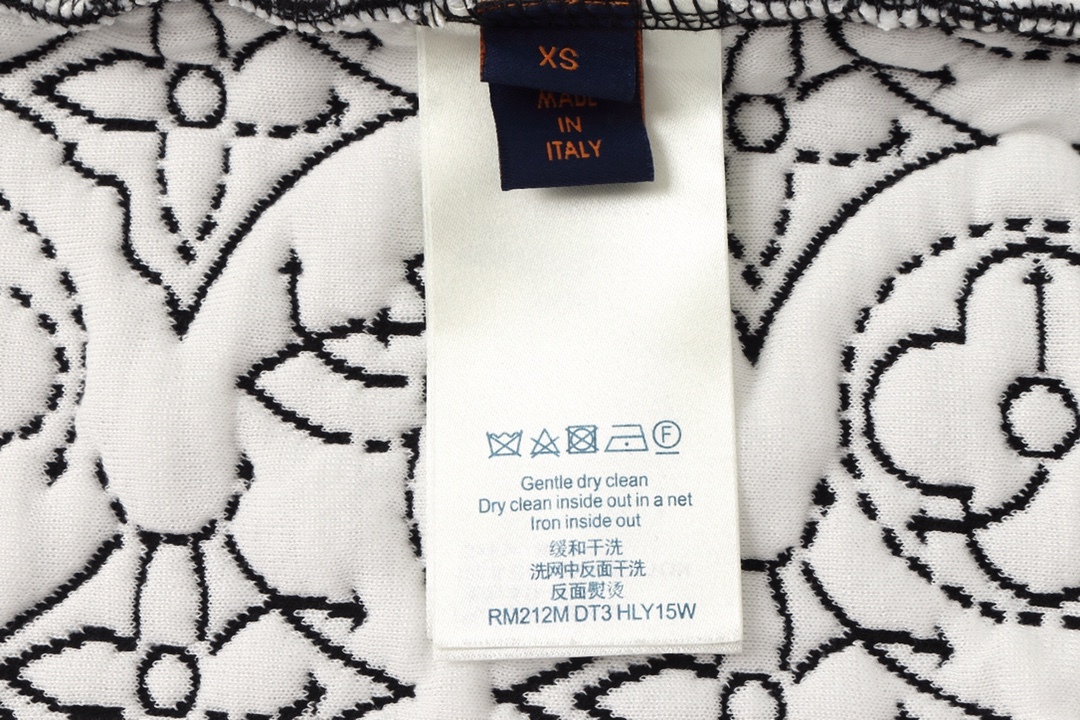 XS
MADE
IN
ITALY
F
Gentle dry clean
Dry clean inside out in a net
Iron inside out
缓和干洗
洗网中反面干洗
反面熨烫
RM212M DT3 HLY15W